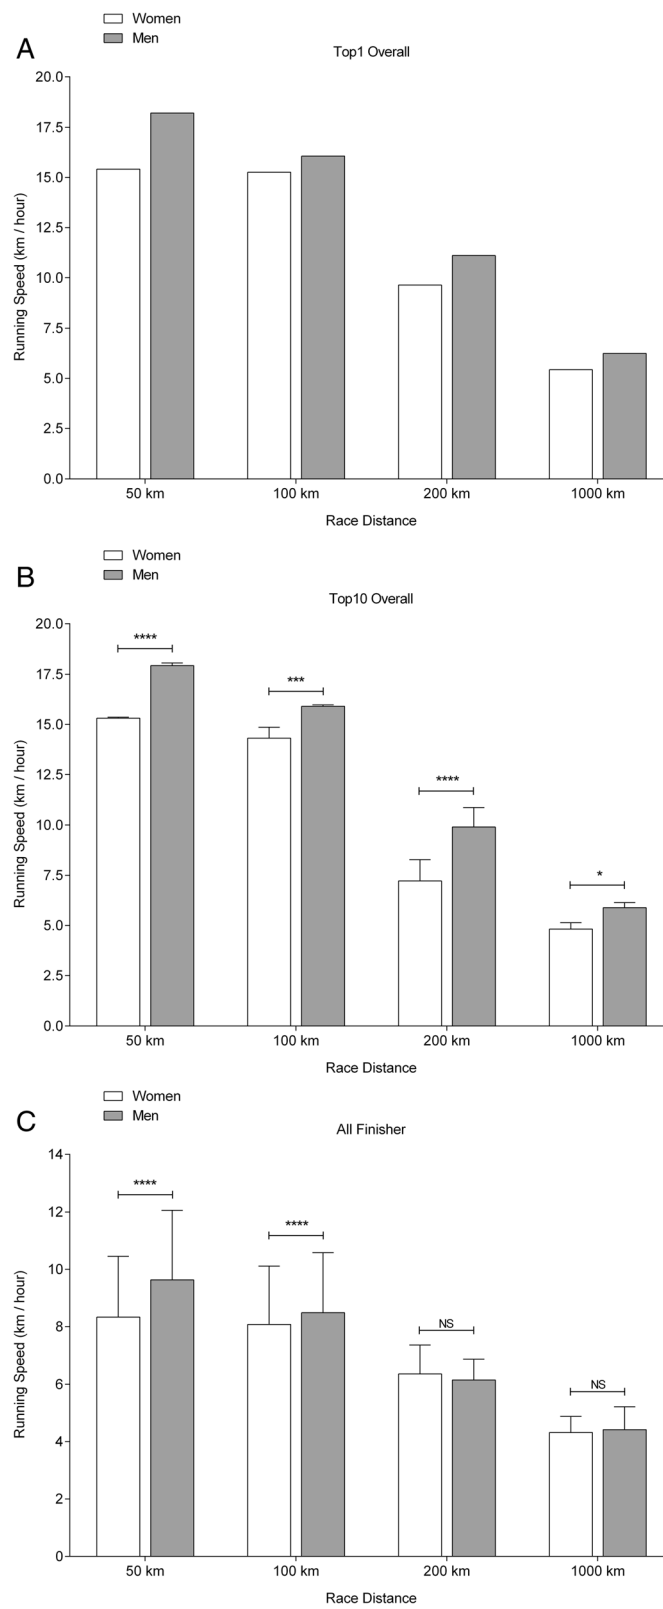 Women
Men
A
Top1 Overall
20.0
17.5
15.0
12.5
10.0
7.5
5.0
2.5
0.0
Running Speed (km / hour)
50 km 100 km 200 km 1000 km
Race Distance
Women
Men
B
Top10 Overall
20.0
17.5
15.0
12.5
10.0
7.5
5.0
2.5
0.0
Running Speed (km / hour)
****
***
****
*
50 km 100 km 200 km 1000 km
Race Distance
Women
Men
C
All Finisher
14
12
10
8
6
4
2
0
Running Speed (km / hour)
****
****
NS
NS
50 km 100 km 200 km 1000 km
Race Distance